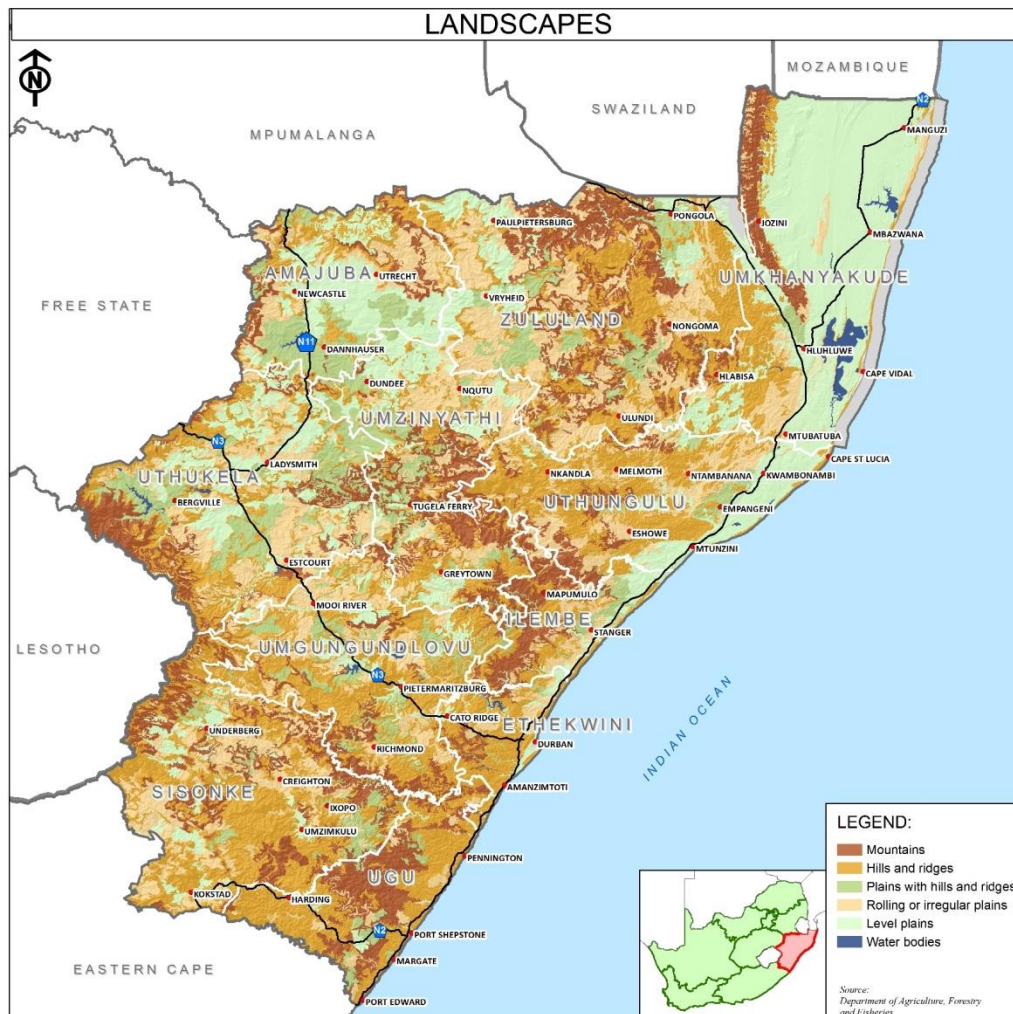 LANDSCAPES
N
MOZAMBIQUE
SWAZILAND
N2
MPUMALANGA
MANGUZI
PONGOLA
PAULPIETERSBURG
JOZINI
MBAZWANA
AMAJUBA
UTRECHT
UMKHANYAKUDE
NEWCASTLE
VRYHEID
FREE STATE
ZULULAND
NONGOMA
N11
DANNHAUSER
HLUHLUWE
DUNDEE
NQUTU
HLABISA
CAPE VIDAL
UMZINYATHI
ULUNDI
N3
MTUBATUBA
CAPE ST LUCIA
LADYSMITH
UTHUKELA
NKANDLA
MELMOTH
NTAMBANANA
KWAMBONAMBI
BERGVILLE
TUGELA FERRY
UTHUNGULU
EMPANGENI
ESHOWE
MTUNZINI
ESTCOURT
GREYTOWN
MAPUMULO
MOOI RIVER
ILEMBE
STANGER
LESOTHO
UMGUNGUNDLOVU
N3
PIETERMARITZBURG
CATO RIDGE
ETHEKWINI
INDIAN OCEAN
UNDERBERG
RICHMOND
DURBAN
CREIGHTON
AMANZIMTOTI
SISONKE
IXOPO
UMZIMKULU
PENNINGTON
UGU
KOKSTAD
HARDING
N2
PORT SHEPSTONE
MARGATE
EASTERN CAPE
PORT EDWARD
LEGEND:
Mountains
Hills and ridges
Plains with hills and ridges
Rolling or irregular plains
Level plains
Water bodies
Source:
Department of Agriculture, Forestry
and Fisheries